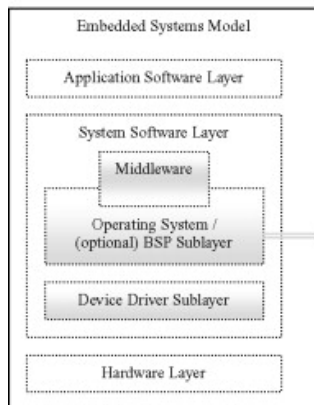 Embedded Systems Model
Application Software Layer
System Software Layer
Middleware
Operating System /
(optional) BSP Sublayer
Device Driver Sublayer
Hardware Layer